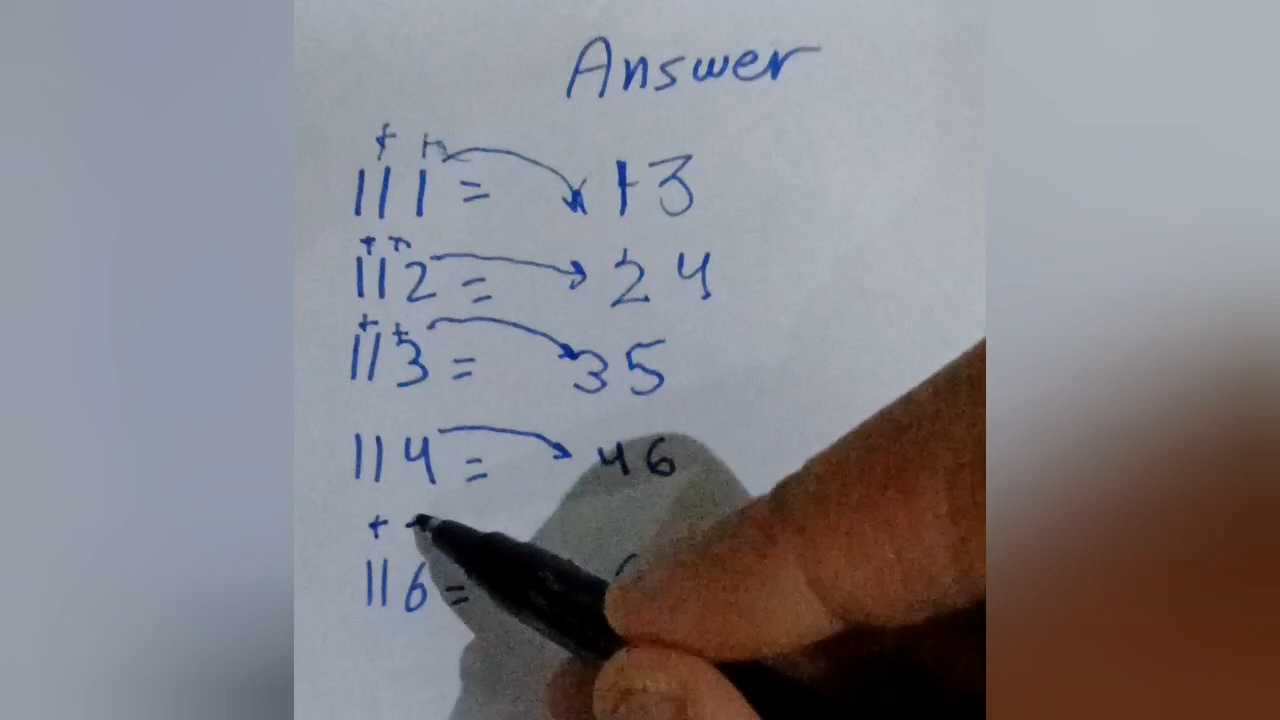 Answer
+ +
111 = 13
+ +
112 = 24
+ +
113 = 35
114 = 46
+ +
116 =